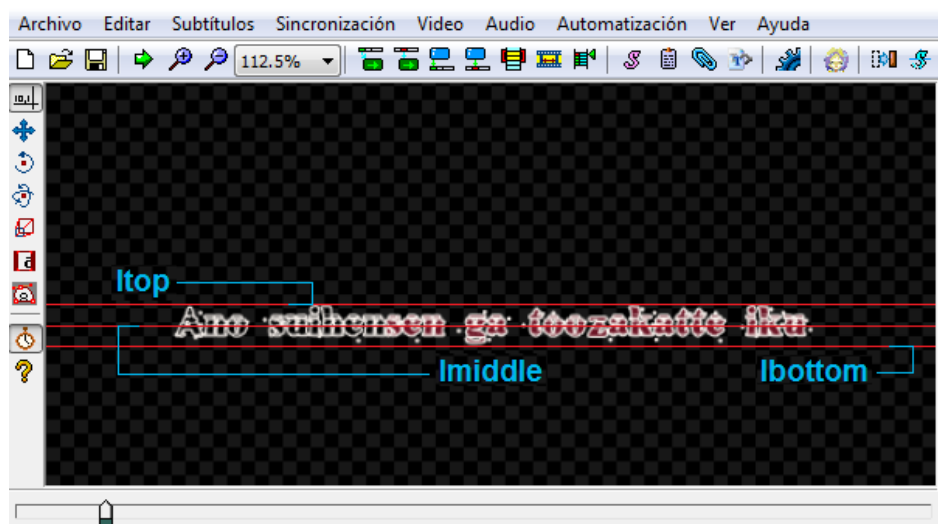 Archivo Editar Subtítulos Sincronización Video Audio Automatización Ver Ayuda
112.5%
ltop
Ano suihensen ga toozakatte iku.
lmiddle
lbottom